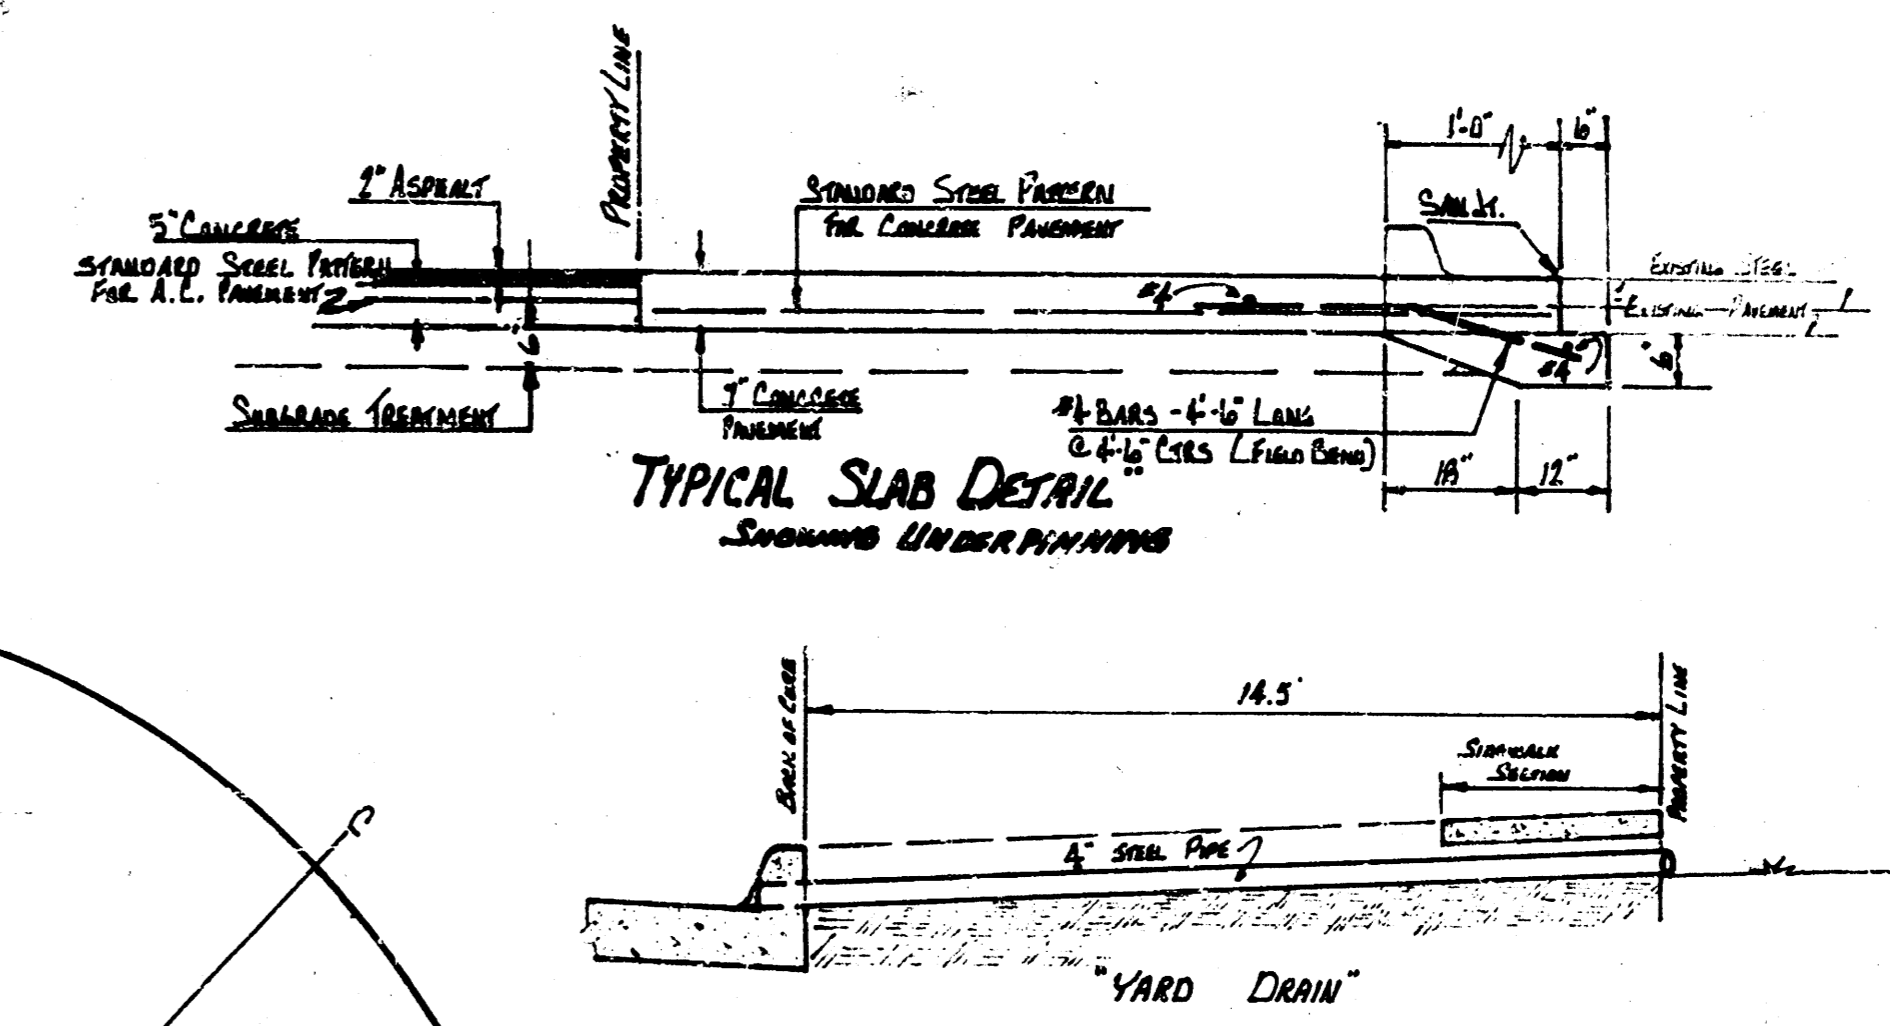 PROPERTY LINE
2" ASPHALT
5" CONCRETE
STANDARD STEEL PATTERN
FOR A.C. PAVEMENT
STANDARD STEEL PATTERN
FOR CONCRETE PAVEMENT
1'-0"
6"
SAW JT.
EXISTING STEEL
EXISTING PAVEMENT
#4
#4
6"
6"
SUBGRADE TREATMENT
7" CONCRETE
PAVEMENT
#4 BARS - 4'-6" LONG
@ 4'-6" CTRS (FIELD BEND)
18"
12"
TYPICAL SLAB DETAIL"
SHOWING UNDERPINNING
BACK OF CURB
14.5'
PROPERTY LINE
SIDEWALK
SECTION
4" STEEL PIPE
"YARD DRAIN"